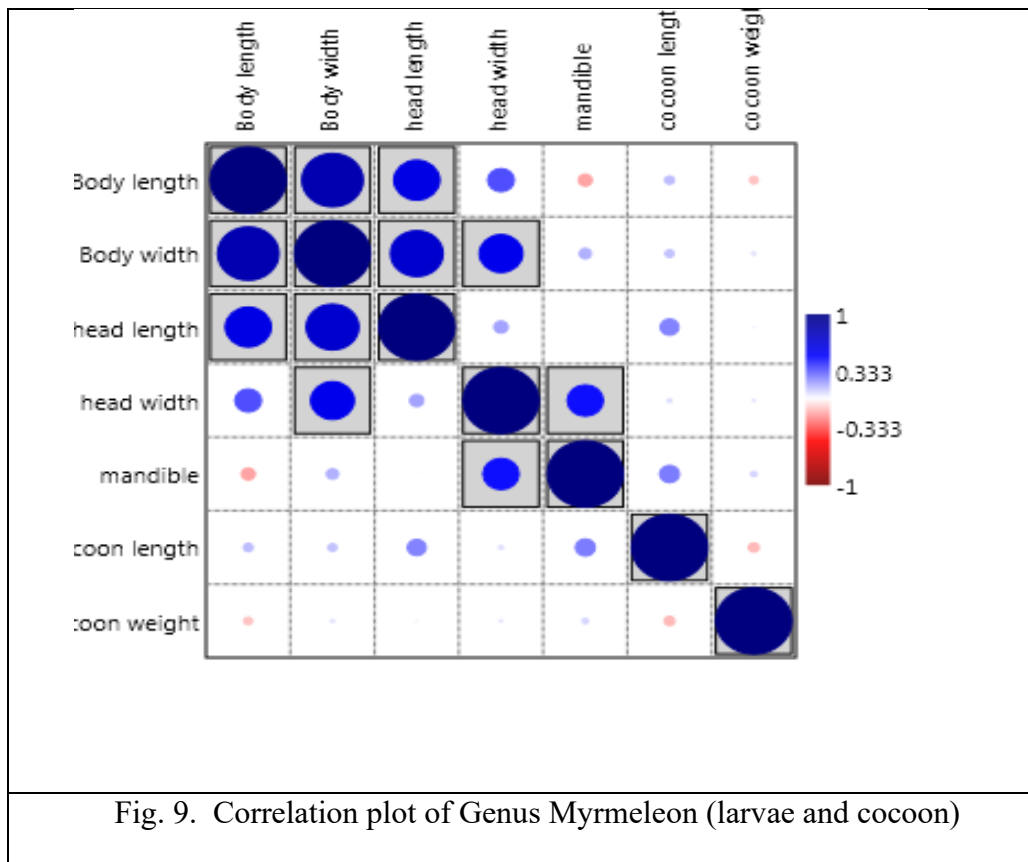 Body length
Body width
head length
head width
mandible
cocoon lengt
cocoon weigl
Body length
Body width
head length
head width
mandible
coon length
coon weight
1
0.333
-0.333
-1
Fig. 9. Correlation plot of Genus Myrmeleon (larvae and cocoon)